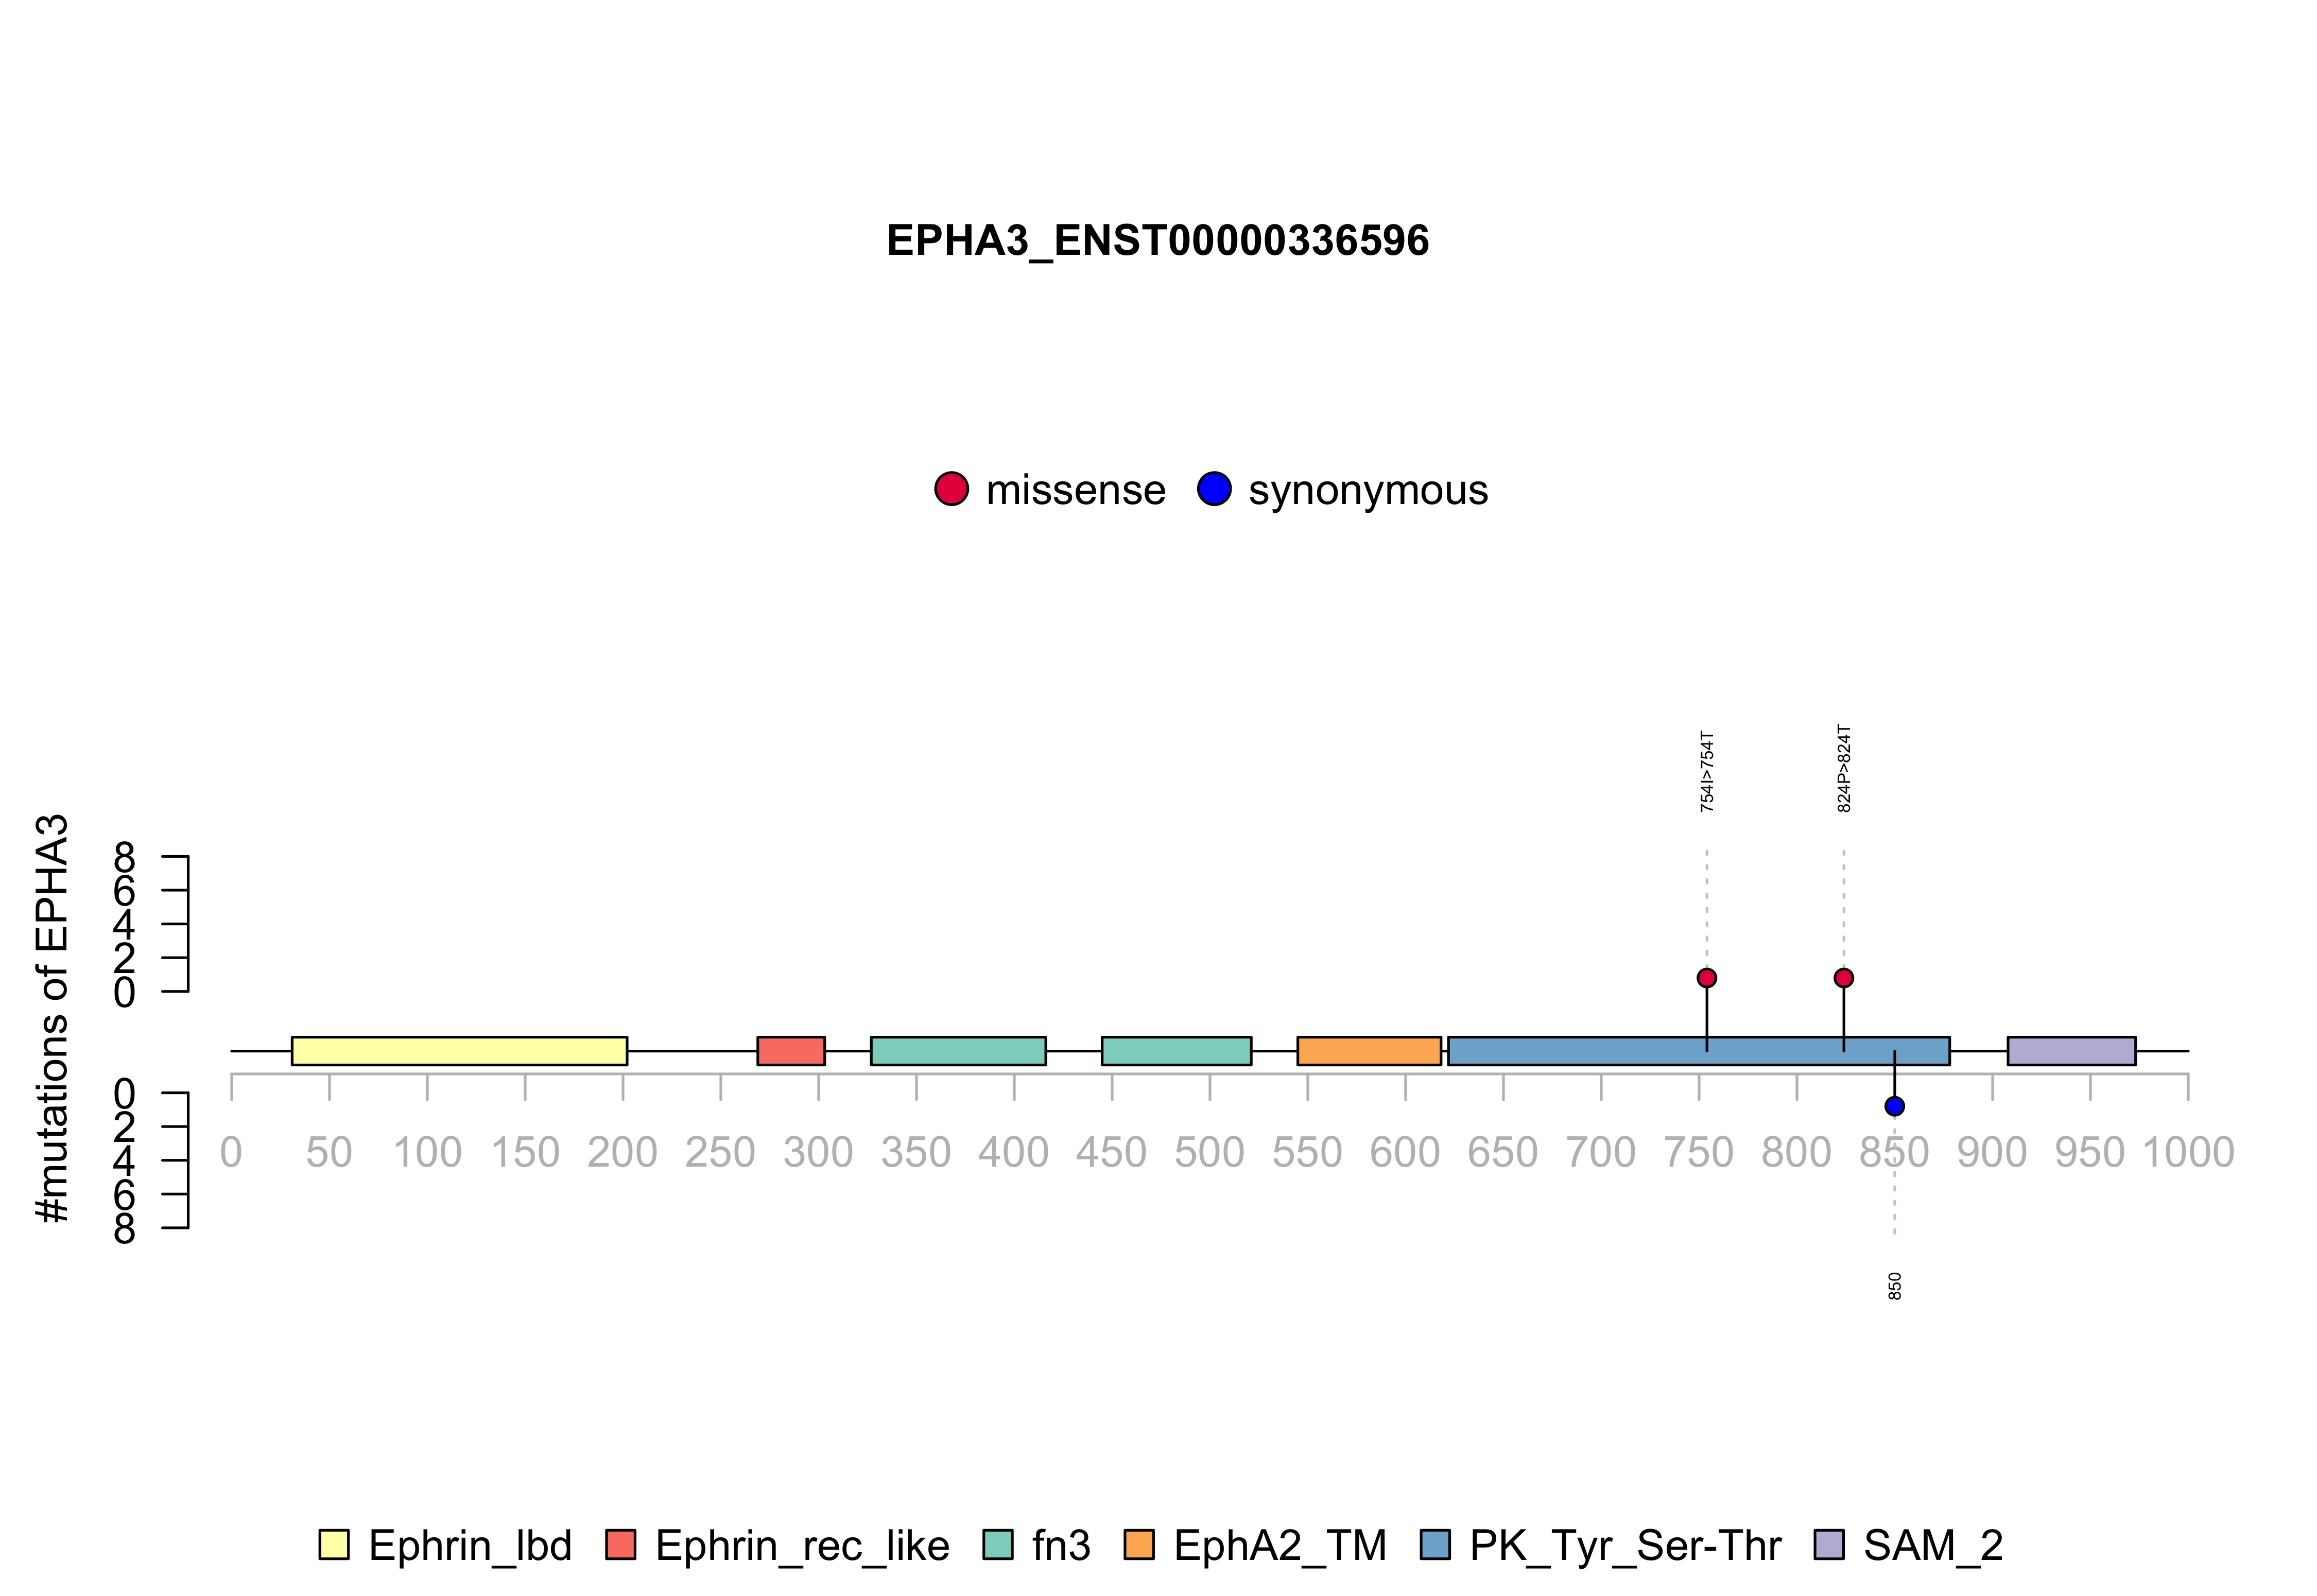 EPHA3_ENST00000336596
missense synonymous
754I>754T 824P>824T
#mutations of EPHA3
8
6
4
2
0
0
2
4
6
8
0 50 100 150 200 250 300 350 400 450 500 550 600 650 700 750 800 850 900 950 1000
850
Ephrin_lbd Ephrin_rec_like fn3 EphA2_TM PK_Tyr_Ser-Thr SAM_2